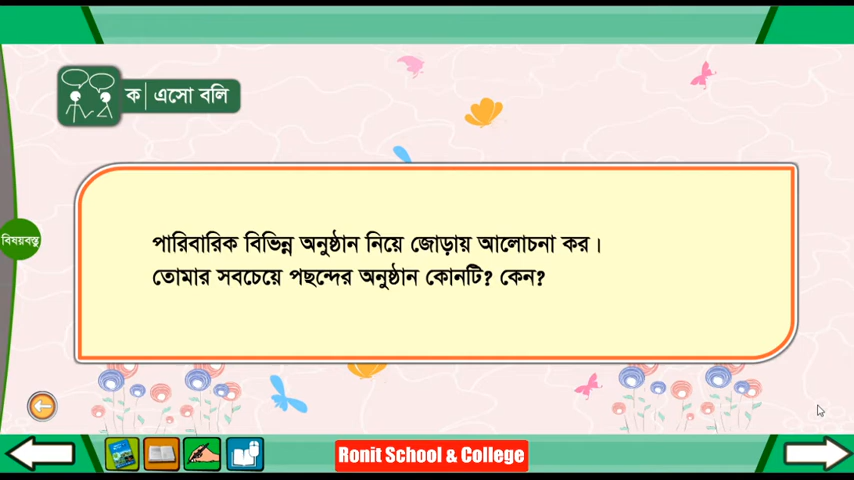 ক | এসো বলি
পারিবারিক বিভিন্ন অনুষ্ঠান নিয়ে জোড়ায় আলোচনা কর।
বিষয়বস্তু
তোমার সবচেয়ে পছন্দের অনুষ্ঠান কোনটি? কেন?
Ronit School & College